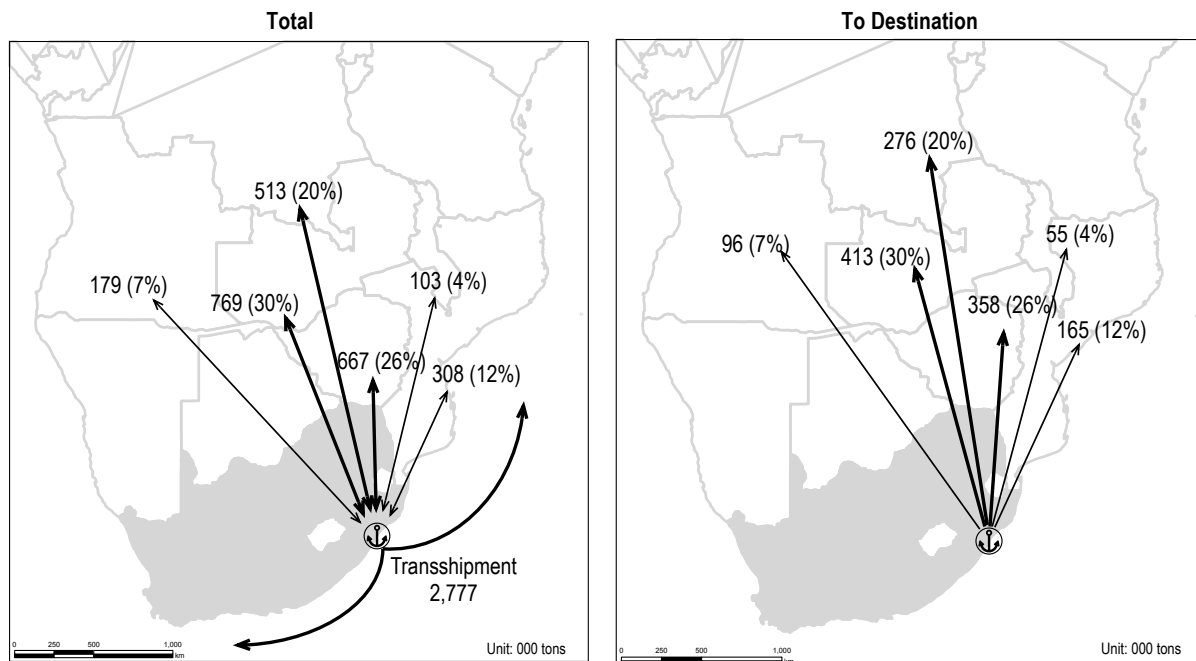 Total
513 (20%)
179 (7%)
769 (30%)
103 (4%)
667 (26%)
308 (12%)
Transshipment
2,777
0 250 500 1,000
km
Unit: 000 tons
To Destination
276 (20%)
96 (7%)
413 (30%)
55 (4%)
358 (26%)
165 (12%)
0 250 500 1,000
km
Unit: 000 tons